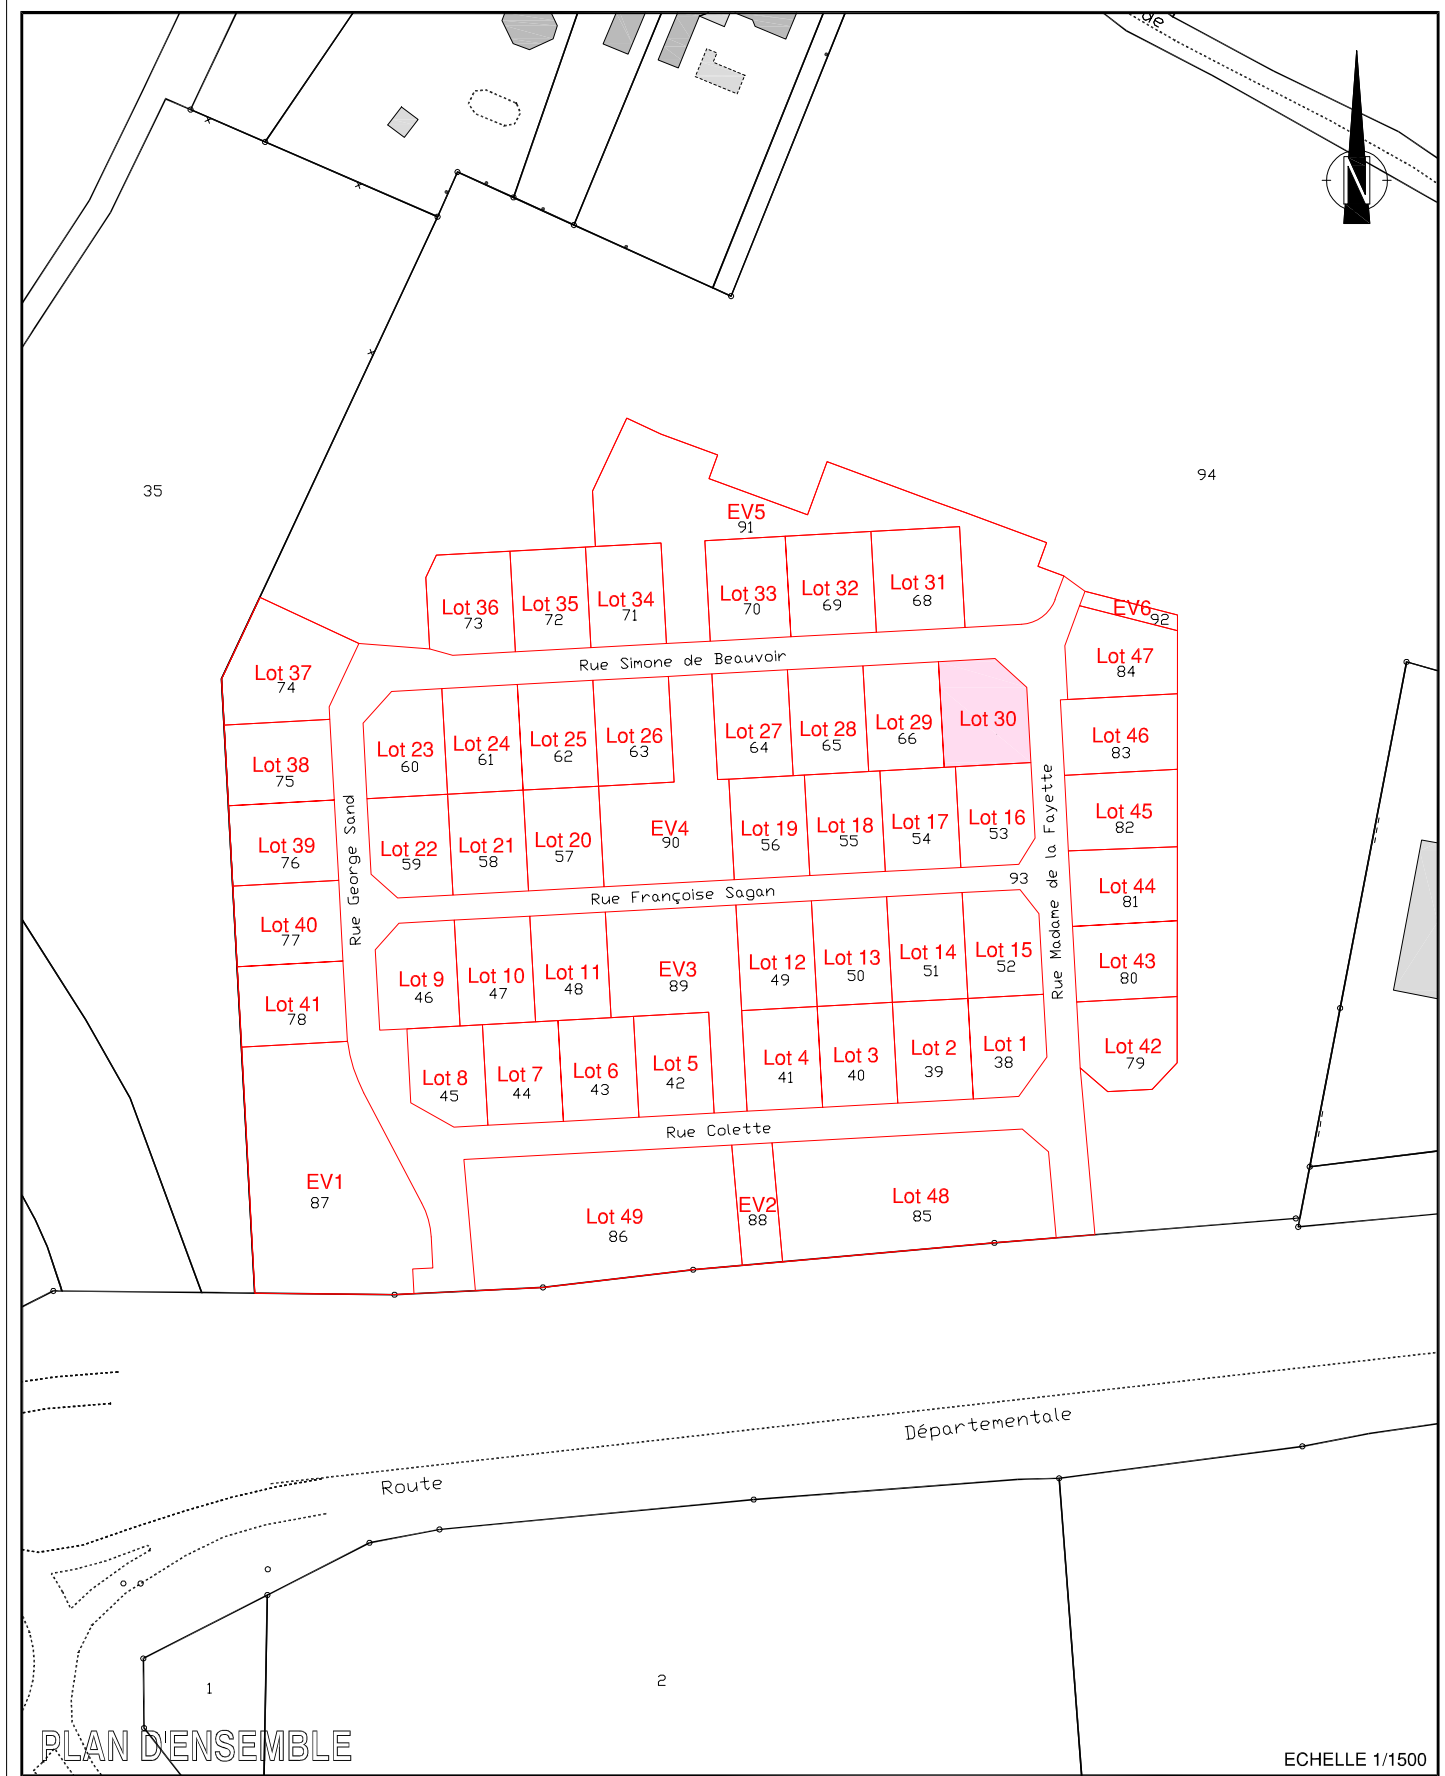 de
N
35
94
EV5
91
Lot 36
73
Lot 35
72
Lot 34
71
Lot 33
70
Lot 32
69
Lot 31
68
EV6
92
Lot 37
74
Rue Simone de Beauvoir
Lot 47
84
Lot 23
60
Lot 24
61
Lot 25
62
Lot 26
63
Lot 27
64
Lot 28
65
Lot 29
66
Lot 30
Lot 46
83
Lot 38
75
Rue George Sand
Rue Madame de la Fayette
Lot 39
76
Lot 22
59
Lot 21
58
Lot 20
57
EV4
90
Lot 19
56
Lot 18
55
Lot 17
54
Lot 16
53
Lot 45
82
93
Rue Françoise Sagan
Lot 44
81
Lot 40
77
Lot 9
46
Lot 10
47
Lot 11
48
EV3
89
Lot 12
49
Lot 13
50
Lot 14
51
Lot 15
52
Lot 43
80
Lot 41
78
Lot 8
45
Lot 7
44
Lot 6
43
Lot 5
42
Lot 4
41
Lot 3
40
Lot 2
39
Lot 1
38
Lot 42
79
Rue Colette
EV1
87
Lot 49
86
EV2
88
Lot 48
85
Route
Départementale
1
2
PLAN D'ENSEMBLE
ECHELLE 1/1500